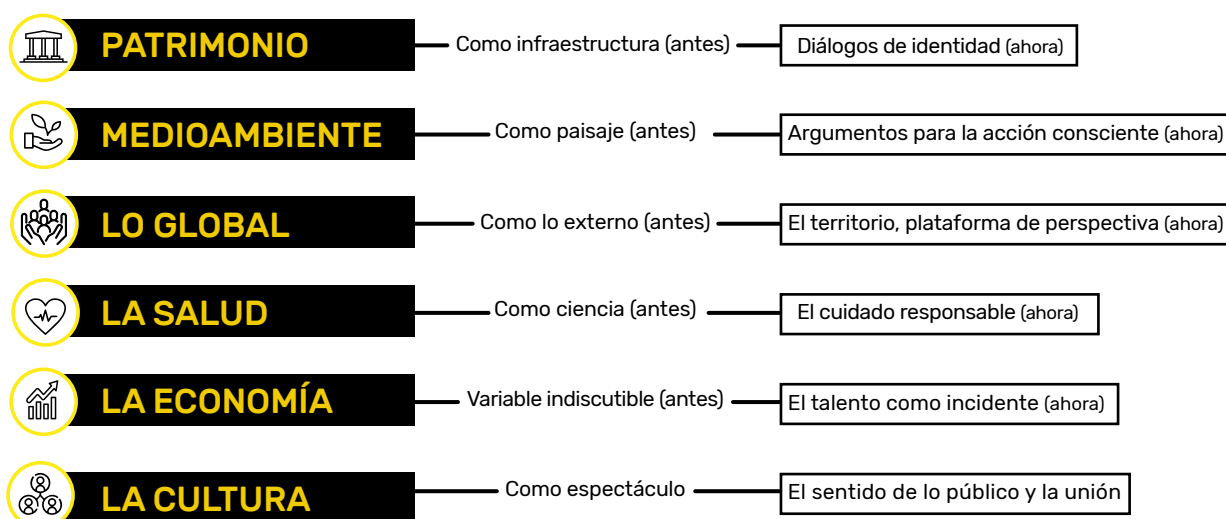 PATRIMONIO Como infraestructura (antes) Diálogos de identidad (ahora)
MEDIOAMBIENTE Como paisaje (antes) Argumentos para la acción consciente (ahora)
LO GLOBAL Como lo externo (antes) El territorio, plataforma de perspectiva (ahora)
LA SALUD Como ciencia (antes) El cuidado responsable (ahora)
LA ECONOMÍA Variable indiscutible (antes) El talento como incidente (ahora)
LA CULTURA Como espectáculo El sentido de lo público y la unión